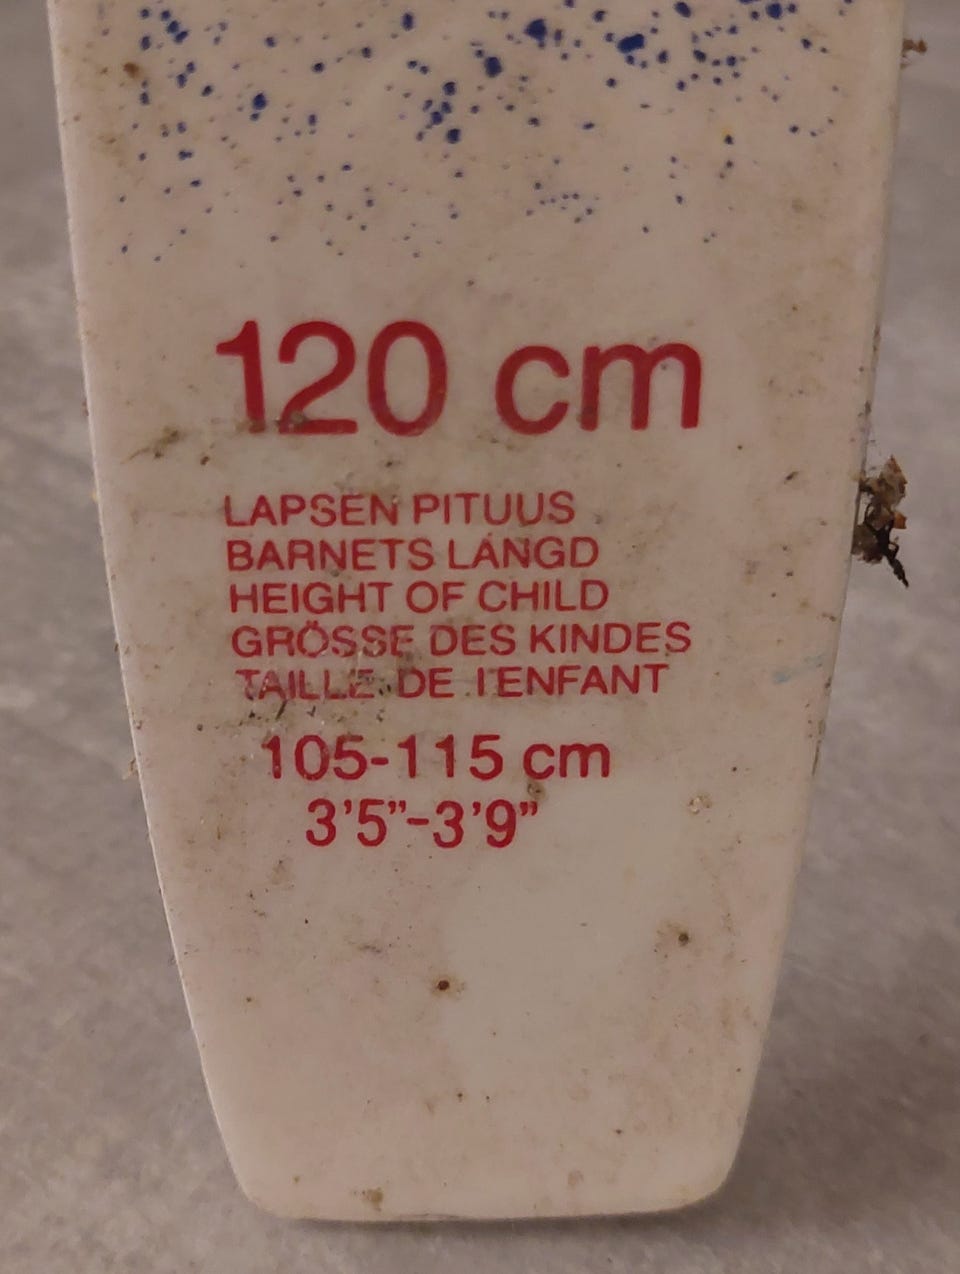 120 cm
LAPSEN PITUUS
BARNETS LÄNGD
HEIGHT OF CHILD
GRÖSSE DES KINDES
TAILLE DE I'ENFANT
105-115 cm
3'5”-3'9”